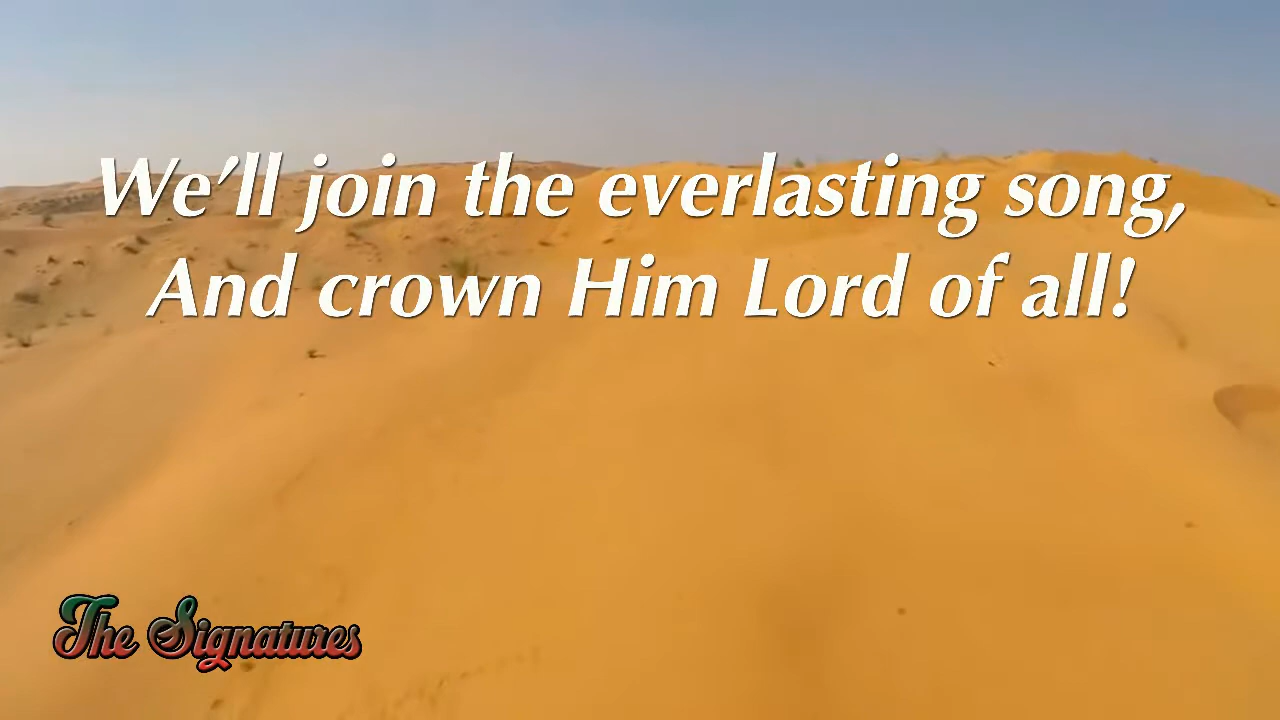 We'll join the everlasting song,
And crown Him Lord of all!
The Signatures